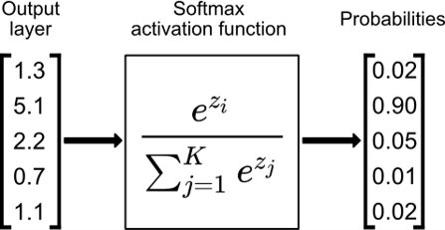 Output
layer
Softmax
activation function
Probabilities
1.3
5.1
2.2
0.7
1.1
e^{z_i}
∑_{j=1}^{K} e^{z_j}
0.02
0.90
0.05
0.01
0.02